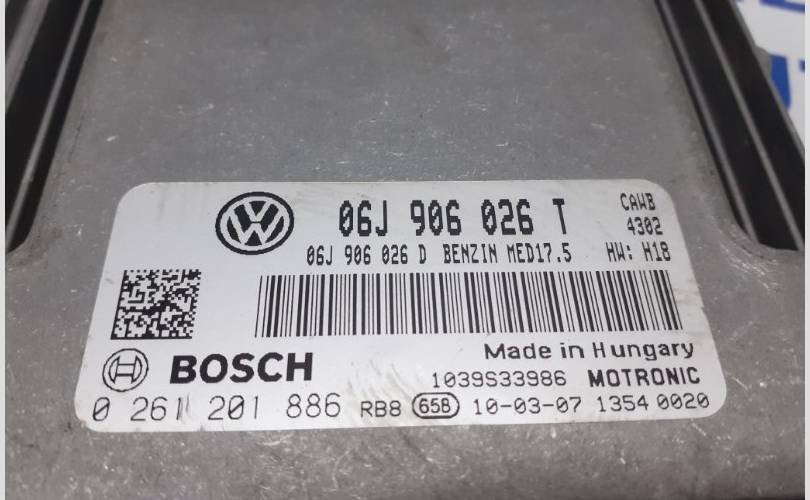 06J 906 026 T
CAWB
4302
06J 906 026 D BENZIN MED17.5 HW: H18
Made in Hungary
BOSCH
1039S33986 MOTRONIC
0 261 201 886 RB8 65B 10-03-07 1354 0020